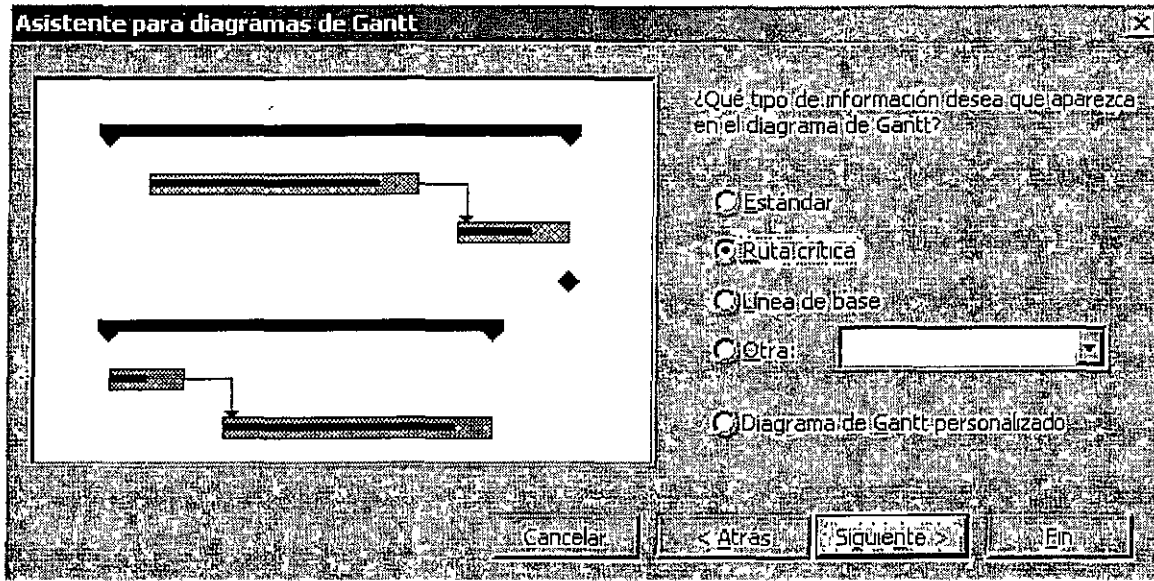 Asistente para diagramas de Gantt
¿Qué tipo de información desea que aparezca
en el diagrama de Gantt?
Estándar
Ruta crítica
Línea de base
Otra:
Diagrama de Gantt personalizado
Cancelar
< Atrás
Siguiente >
Fin